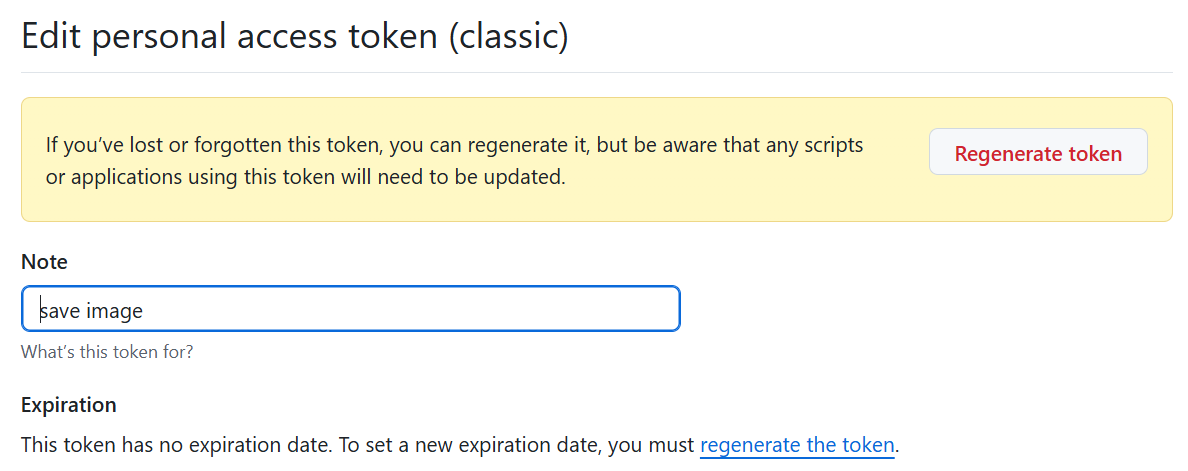 Edit personal access token (classic)
If you’ve lost or forgotten this token, you can regenerate it, but be aware that any scripts
or applications using this token will need to be updated.
Regenerate token
Note
save image
What’s this token for?
Expiration
This token has no expiration date. To set a new expiration date, you must regenerate the token.